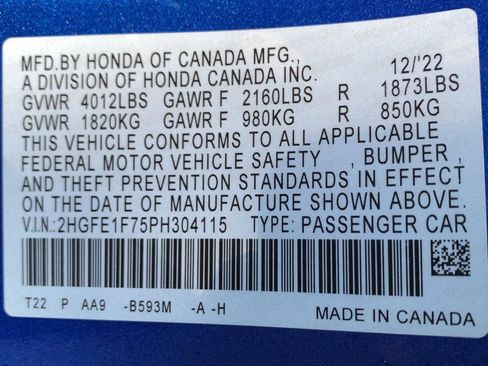 MFD.BY HONDA OF CANADA MFG.,
A DIVISION OF HONDA CANADA INC. 12/'22
GVWR 4012LBS GAWR F 2160LBS R 1873LBS
GVWR 1820KG GAWR F 980KG R 850KG
THIS VEHICLE CONFORMS TO ALL APPLICABLE
FEDERAL MOTOR VEHICLE SAFETY , BUMPER ,
AND THEFT PREVENTION STANDARDS IN EFFECT
ON THE DATE OF MANUFACTURE SHOWN ABOVE.
V.I.N.:2HGFE1F75PH304115 TYPE: PASSENGER CAR
T22 P AA9 -B593M -A -H
MADE IN CANADA